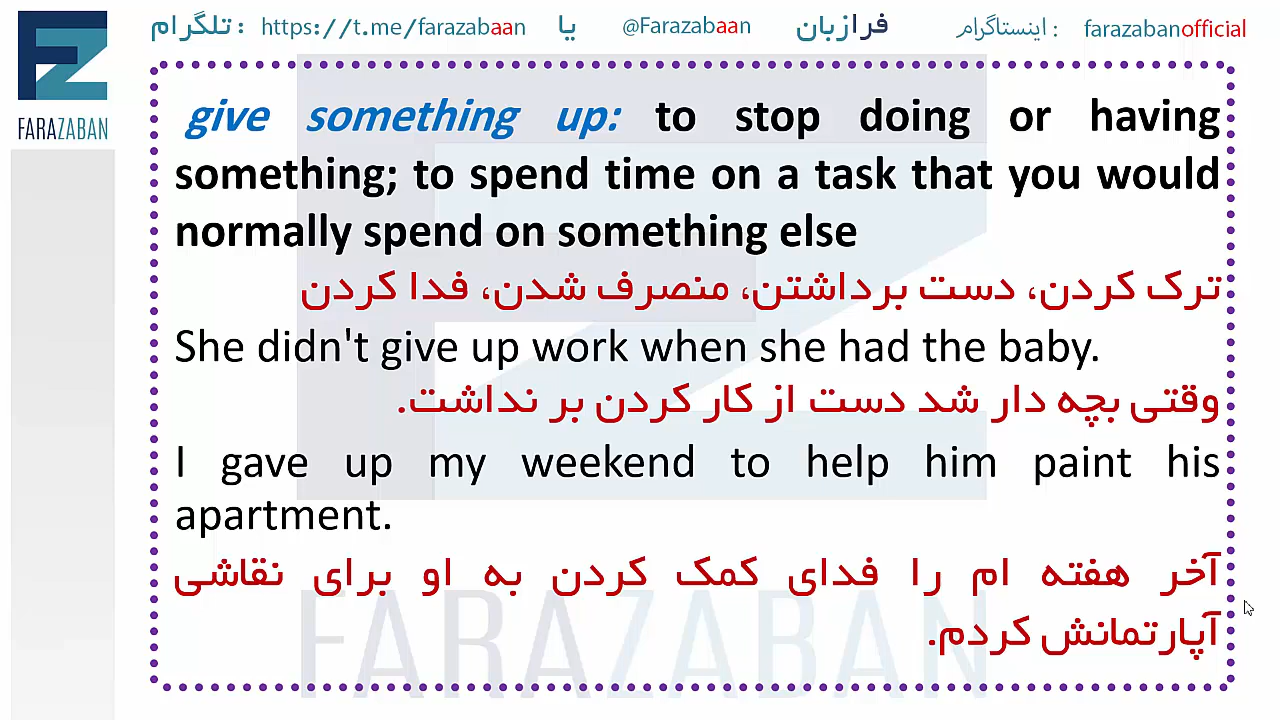 تلگرام : https://t.me/farazabaan یا @Farazabaan فرازبان اینستاگرام : farazabanofficial
FARAZABAN
give something up: to stop doing or having
something; to spend time on a task that you would
normally spend on something else
ترک کردن، دست برداشتن، منصرف شدن، فدا کردن
She didn't give up work when she had the baby.
وقتی بچه دار شد دست از کار کردن بر نداشت.
I gave up my weekend to help him paint his
apartment.
آخر هفته ام را فدای کمک کردن به او برای نقاشی
آپارتمانش کردم.
FARAZABAN